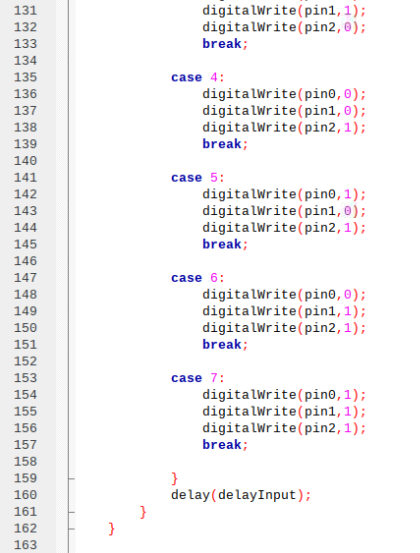 131                 digitalWrite(pin1,1);
132                 digitalWrite(pin2,0);
133                 break;
134
135             case 4:
136                 digitalWrite(pin0,0);
137                 digitalWrite(pin1,0);
138                 digitalWrite(pin2,1);
139                 break;
140
141             case 5:
142                 digitalWrite(pin0,1);
143                 digitalWrite(pin1,0);
144                 digitalWrite(pin2,1);
145                 break;
146
147             case 6:
148                 digitalWrite(pin0,0);
149                 digitalWrite(pin1,1);
150                 digitalWrite(pin2,1);
151                 break;
152
153             case 7:
154                 digitalWrite(pin0,1);
155                 digitalWrite(pin1,1);
156                 digitalWrite(pin2,1);
157                 break;
158
159             }
160             delay(delayInput);
161         }
162     }
163